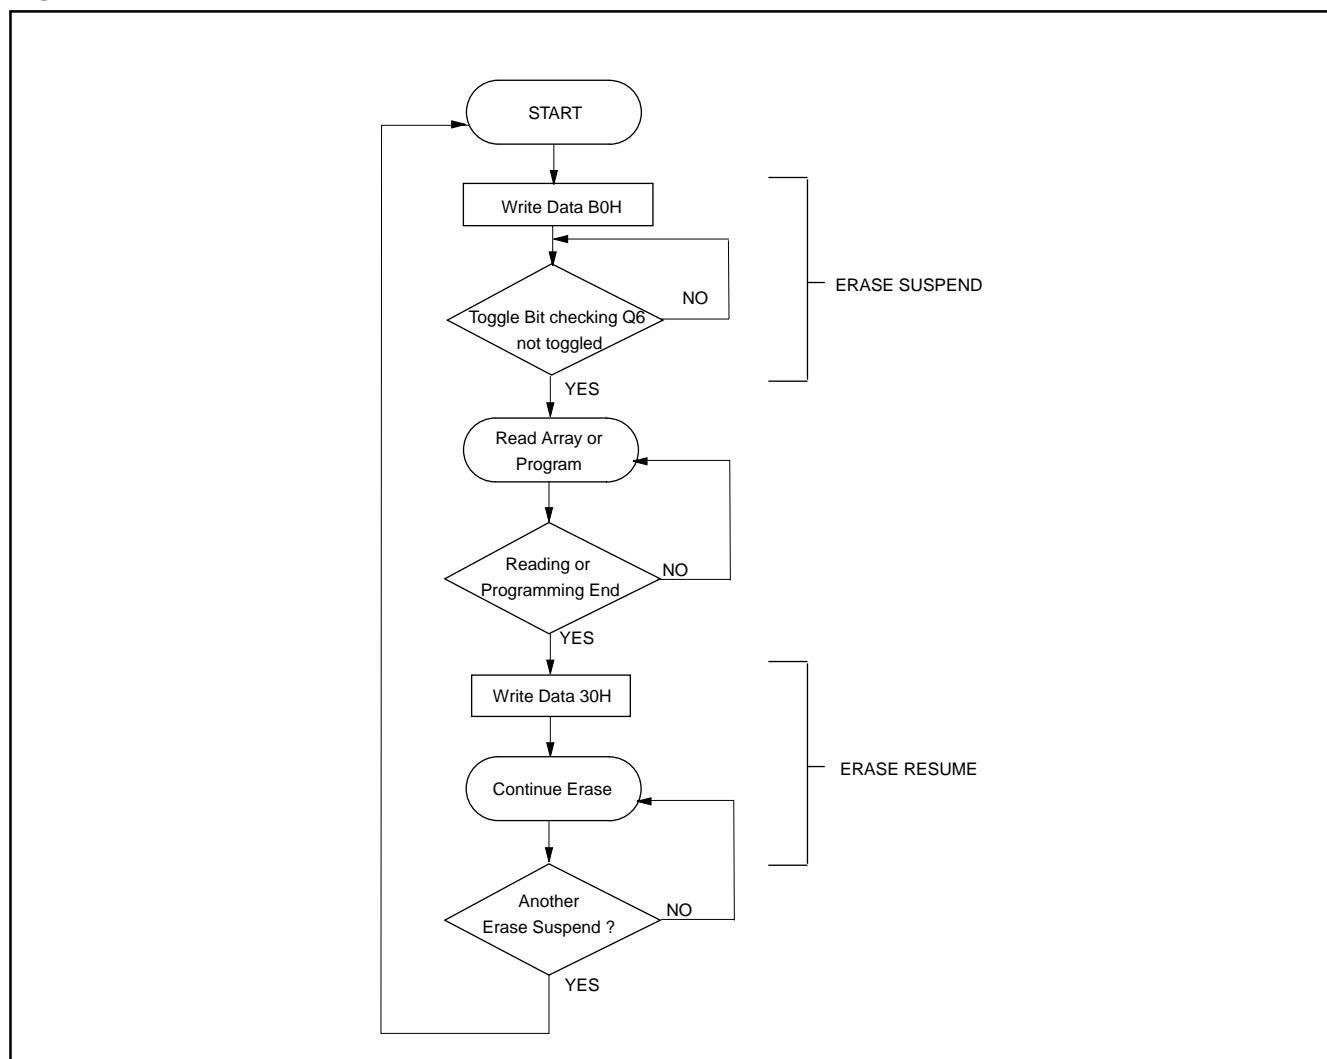 START
Write Data B0H
ERASE SUSPEND
NO
Toggle Bit checking Q6
not toggled
YES
Read Array or
Program
Reading or
Programming End
NO
YES
Write Data 30H
ERASE RESUME
Continue Erase
Another
Erase Suspend ?
NO
YES